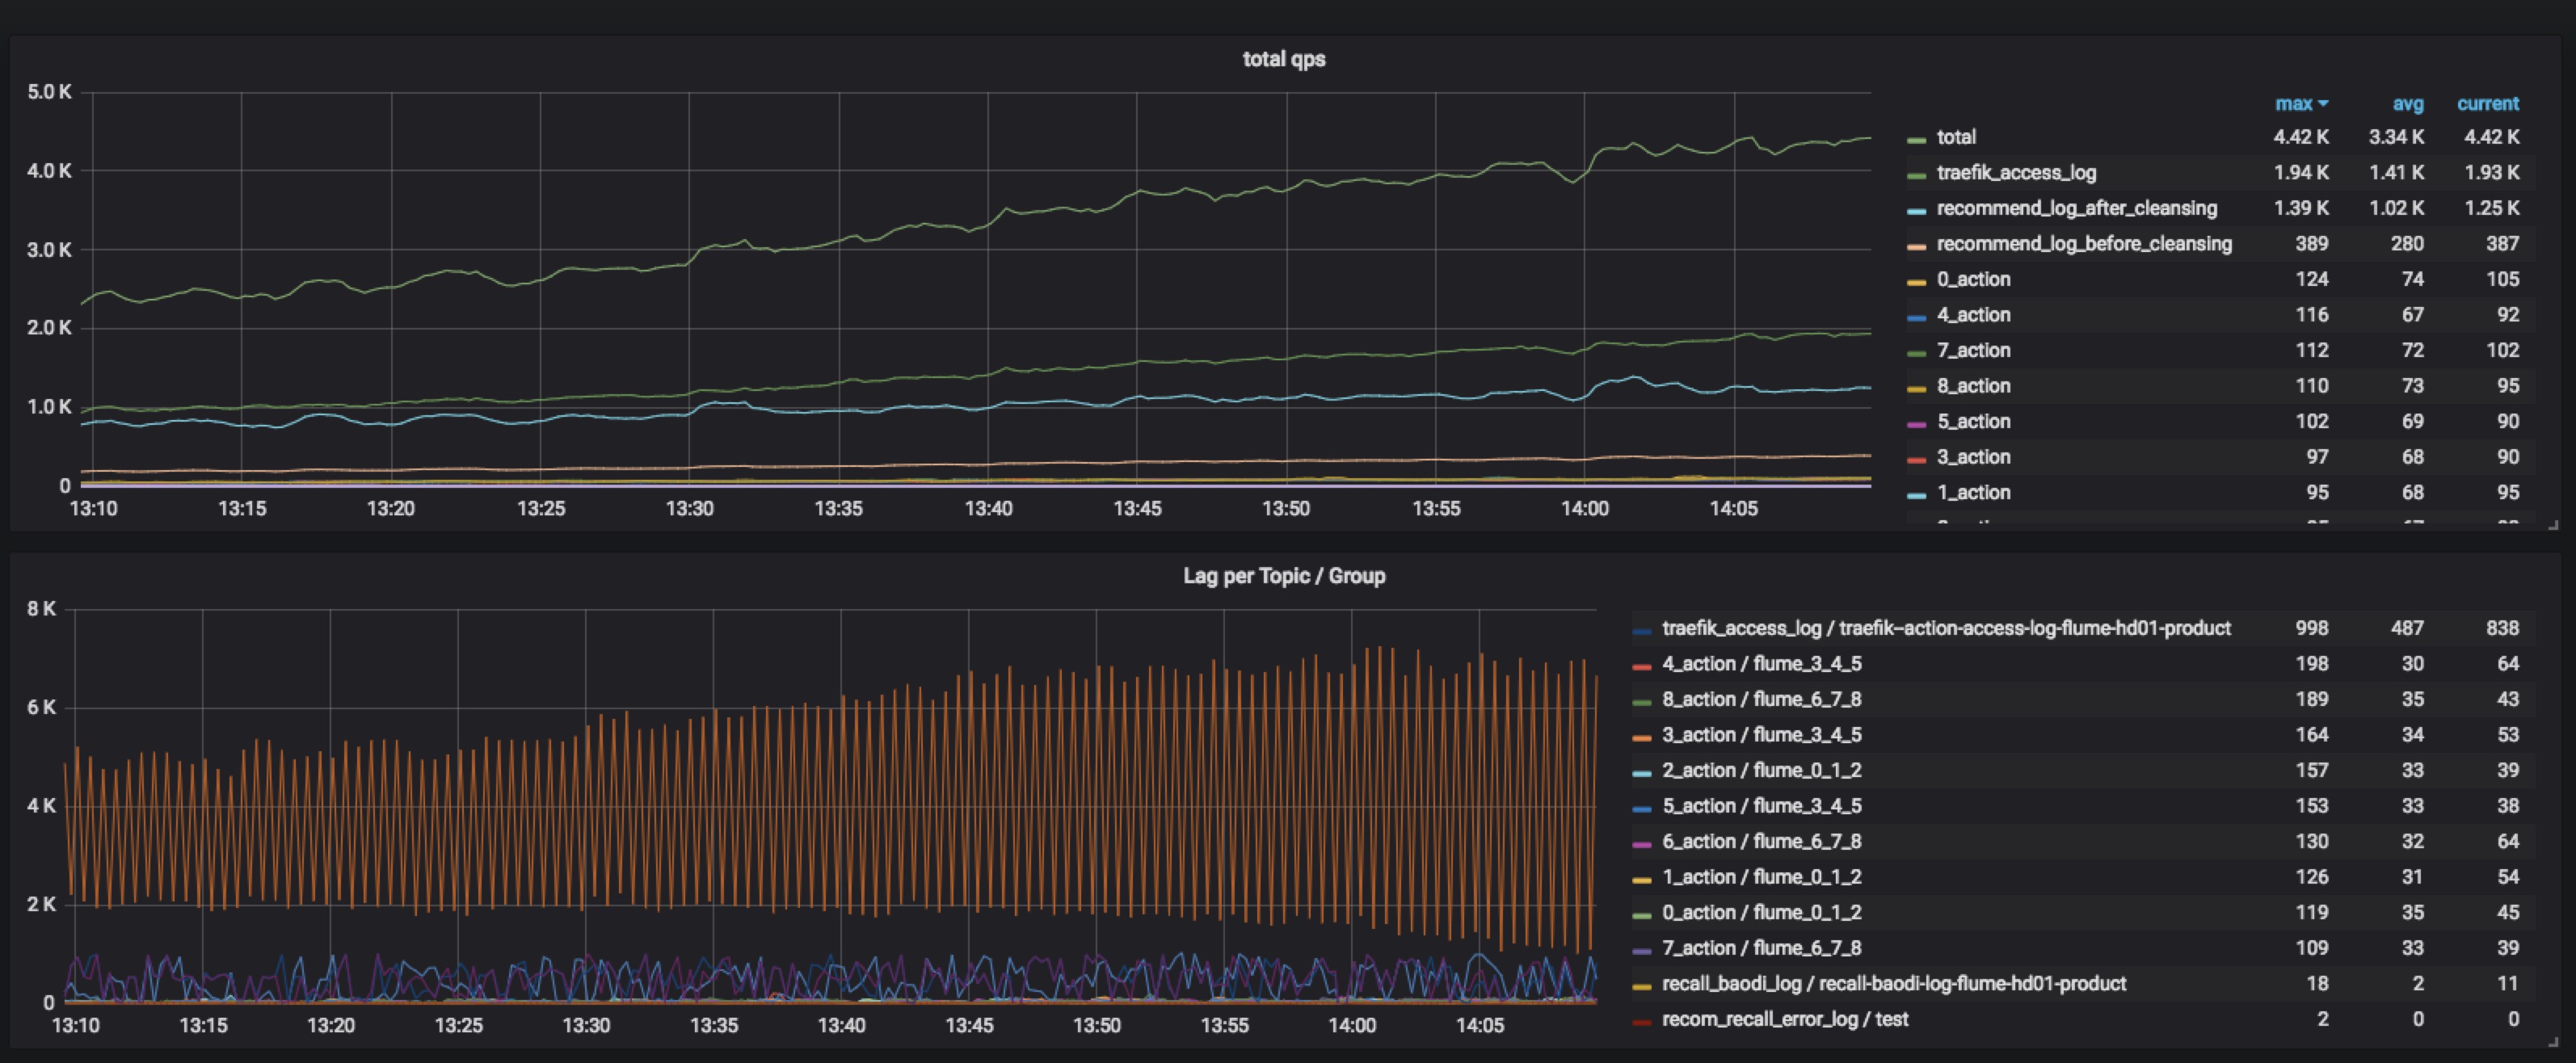 total qps
5.0 K
4.0 K
3.0 K
2.0 K
1.0 K
0
13:10 13:15 13:20 13:25 13:30 13:35 13:40 13:45 13:50 13:55 14:00 14:05
max avg current
total 4.42 K 3.34 K 4.42 K
traefik_access_log 1.94 K 1.41 K 1.93 K
recommend_log_after_cleansing 1.39 K 1.02 K 1.25 K
recommend_log_before_cleansing 389 280 387
0_action 124 74 105
4_action 116 67 92
7_action 112 72 102
8_action 110 73 95
5_action 102 69 90
3_action 97 68 90
1_action 95 68 95
Lag per Topic / Group
8 K
6 K
4 K
2 K
0
13:10 13:15 13:20 13:25 13:30 13:35 13:40 13:45 13:50 13:55 14:00 14:05
traefik_access_log / traefik--action-access-log-flume-hd01-product 998 487 838
4_action / flume_3_4_5 198 30 64
8_action / flume_6_7_8 189 35 43
3_action / flume_3_4_5 164 34 53
2_action / flume_0_1_2 157 33 39
5_action / flume_3_4_5 153 33 38
6_action / flume_6_7_8 130 32 64
1_action / flume_0_1_2 126 31 54
0_action / flume_0_1_2 119 35 45
7_action / flume_6_7_8 109 33 39
recall_baodi_log / recall-baodi-log-flume-hd01-product 18 2 11
recom_recall_error_log / test 2 0 0